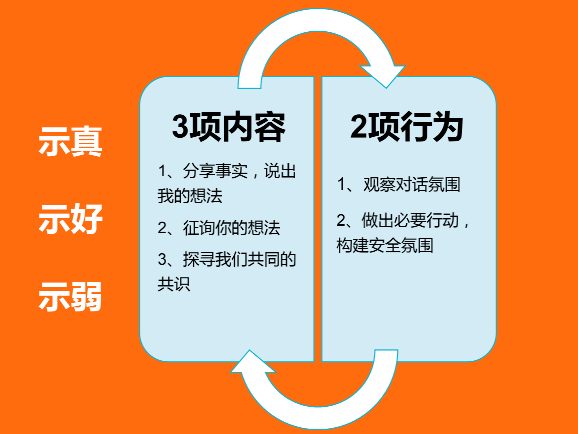 示真
示好
示弱
3项内容
1、分享事实，说出
我的想法
2、征询你的想法
3、探寻我们共同的
共识
2项行为
1、观察对话氛围
2、做出必要行动，
构建安全氛围